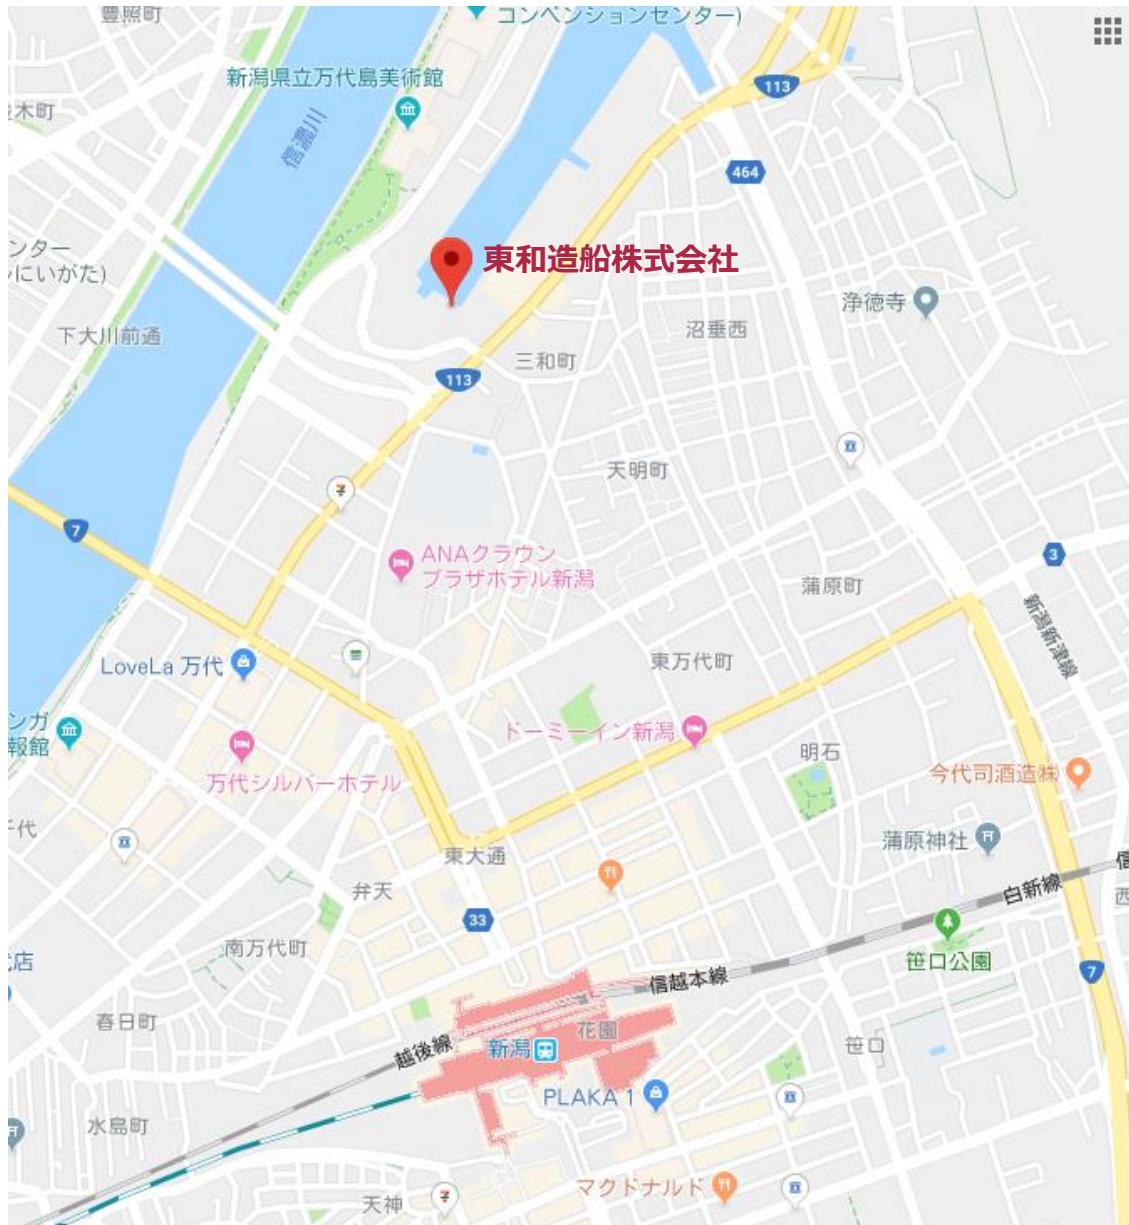 豊照町
コンベンションセンター)
新潟県立万代島美術館
113
木町
信濃川
464
東和造船株式会社
ンター
にいがた)
浄徳寺
下大川前通
沼垂西
三和町
113
天明町
7
ANAクラウン
プラザホテル新潟
3
蒲原町
新潟新津線
LoveLa 万代
東万代町
ンガ
報館
ドーミーイン新潟
明石
万代シルバーホテル
今代司酒造㈱
代
東大通
蒲原神社
弁天
白新線
信
西
33
南万代町
店
笹口公園
信越本線
7
春日町
花園
越後線
新潟
笹口
PLAKA 1
水島町
マクドナルド
天神